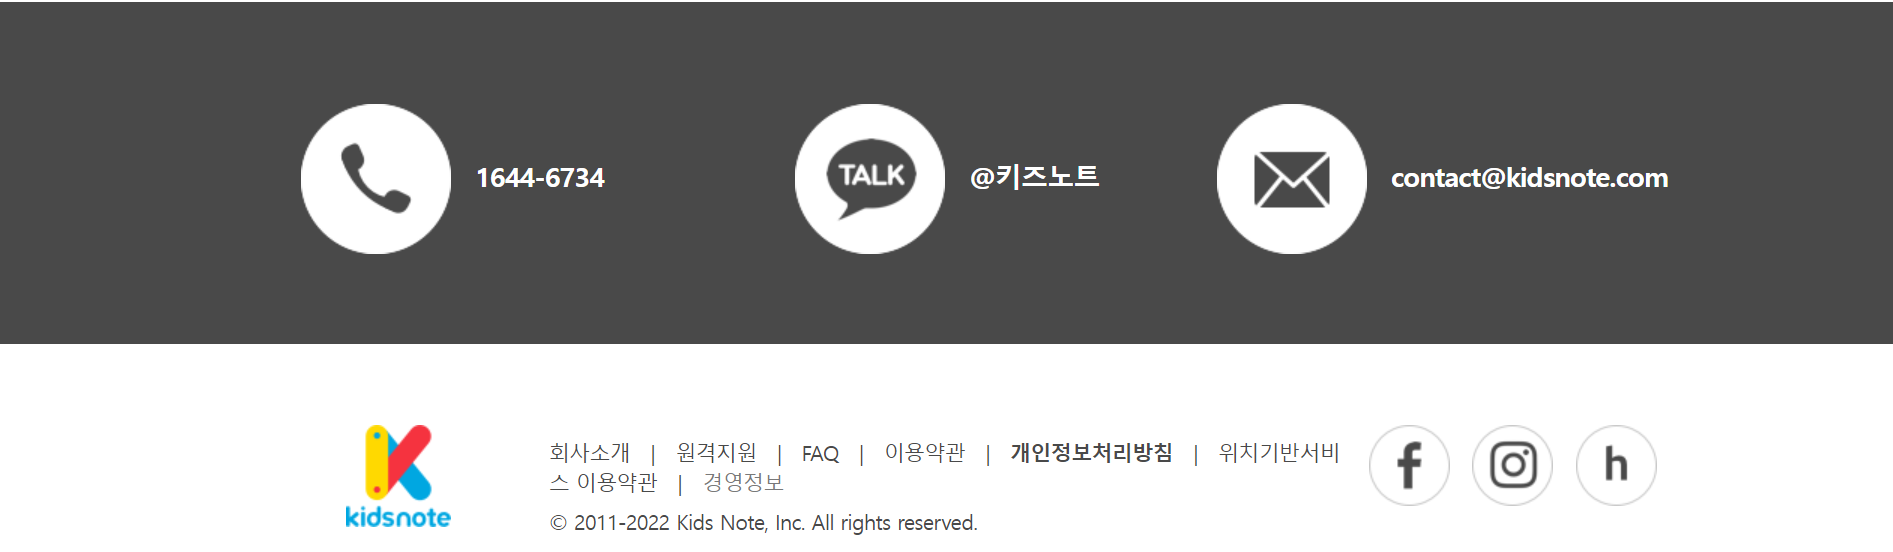 1644-6734
TALK
@키즈노트
contact@kidsnote.com
kidsnote
회사소개 | 원격지원 | FAQ | 이용약관 | 개인정보처리방침 | 위치기반서비
스 이용약관 | 경영정보
© 2011-2022 Kids Note, Inc. All rights reserved.
f
h